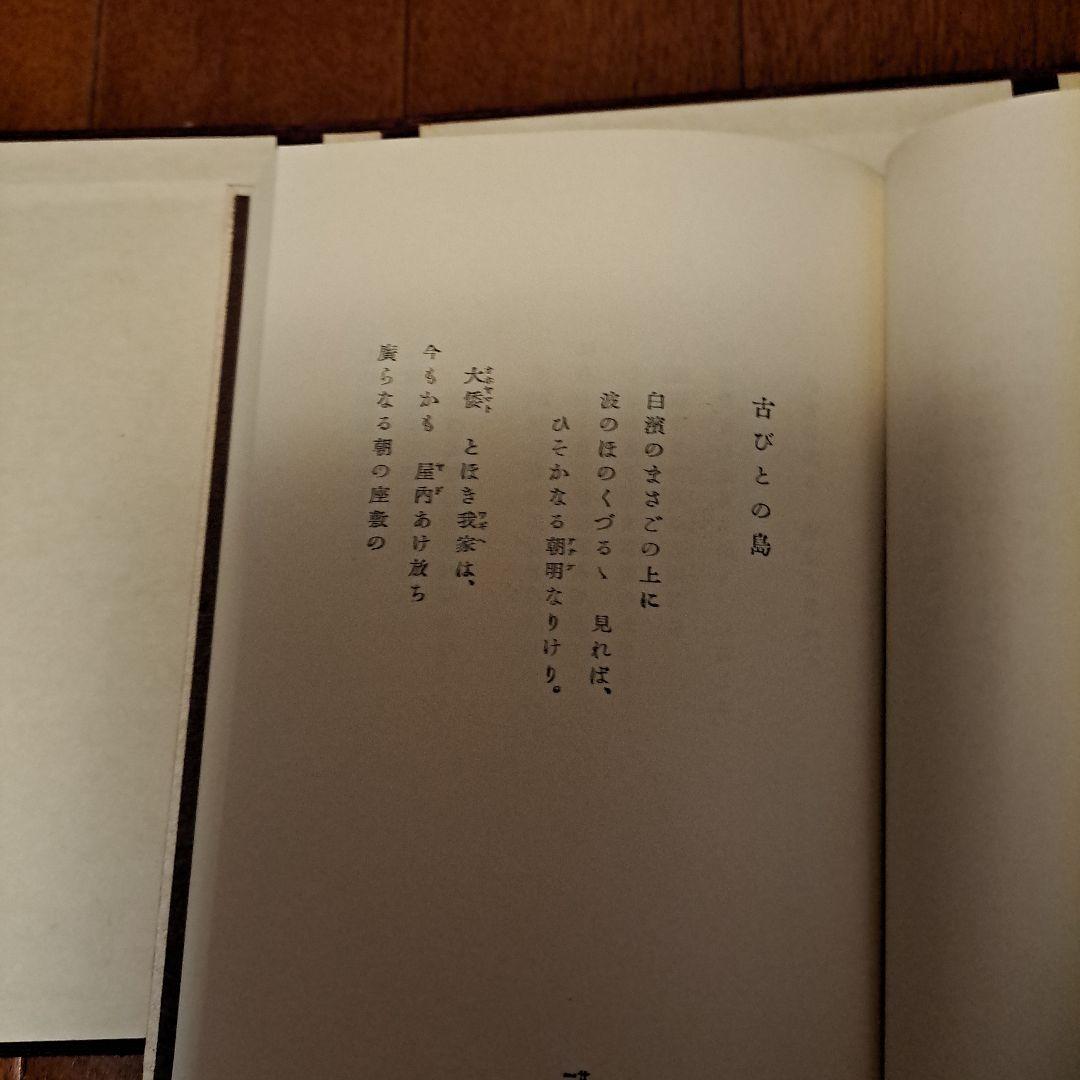 古びとの島
白濱のまさごの上に
波のほのくづるゝ 見れば、
ひそかなる朝明なりけり。
大倭 とほき我家は、
今もかも 屋内あけ放ち
廣らなる朝の座敷の